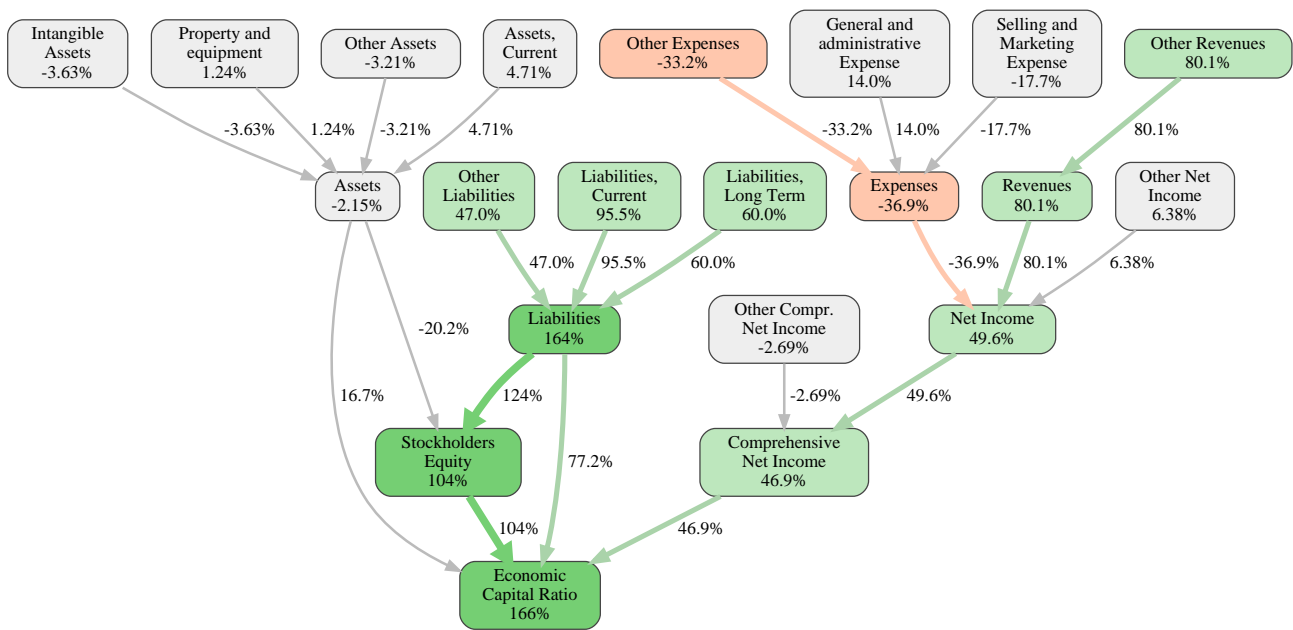 Intangible
Assets
-3.63%
Property and
equipment
1.24%
Other Assets
-3.21%
Assets,
Current
4.71%
Other Expenses
-33.2%
General and
administrative
Expense
14.0%
Selling and
Marketing
Expense
-17.7%
Other Revenues
80.1%
-3.63%
1.24%
-3.21%
4.71%
-33.2%
14.0%
-17.7%
80.1%
Assets
-2.15%
Other
Liabilities
47.0%
Liabilities,
Current
95.5%
Liabilities,
Long Term
60.0%
Expenses
-36.9%
Revenues
80.1%
Other Net
Income
6.38%
47.0%
95.5%
60.0%
-36.9%
80.1%
6.38%
-20.2%
Liabilities
164%
Other Compr.
Net Income
-2.69%
Net Income
49.6%
16.7%
124%
-2.69%
49.6%
Stockholders
Equity
104%
77.2%
Comprehensive
Net Income
46.9%
104%
46.9%
Economic
Capital Ratio
166%